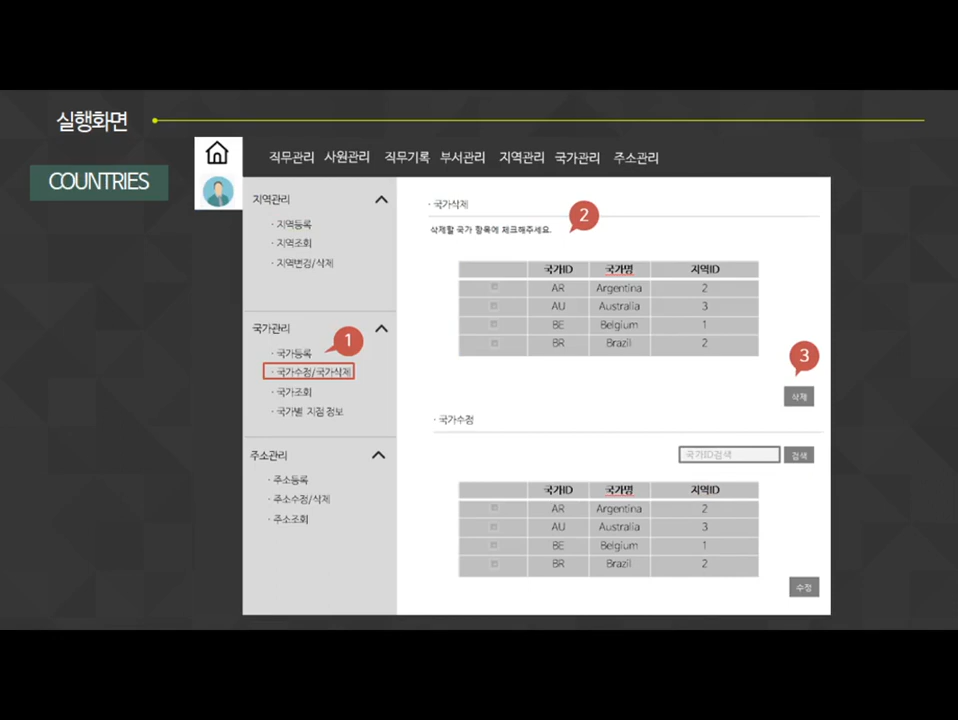 실행화면
COUNTRIES
직무관리 사원관리 직무기록 부서관리 지역관리 국가관리 주소관리
지역관리
· 지역등록
· 지역조회
· 지역변경/삭제
국가관리
1
· 국가등록
· 국가수정/국가삭제
· 국가조회
· 국가별 지점 정보
주소관리
· 주소등록
· 주소수정/삭제
· 주소조회
· 국가삭제
2
삭제할 국가 항목에 체크해주세요.
국가ID 국가명 지역ID
AR Argentina 2
AU Australia 3
BE Belgium 1
BR Brazil 2
3
삭제
· 국가수정
국가ID검색 검색
국가ID 국가명 지역ID
AR Argentina 2
AU Australia 3
BE Belgium 1
BR Brazil 2
수정